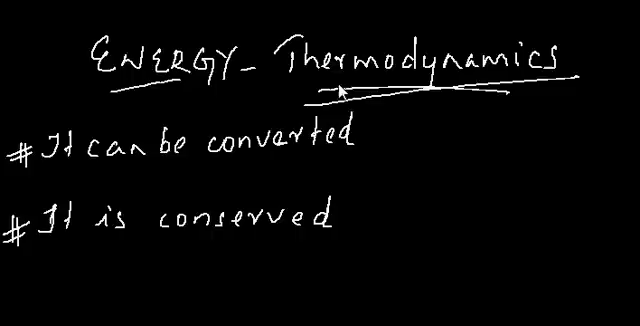 ENERGY - Thermodynamics
# It can be converted
# It is conserved